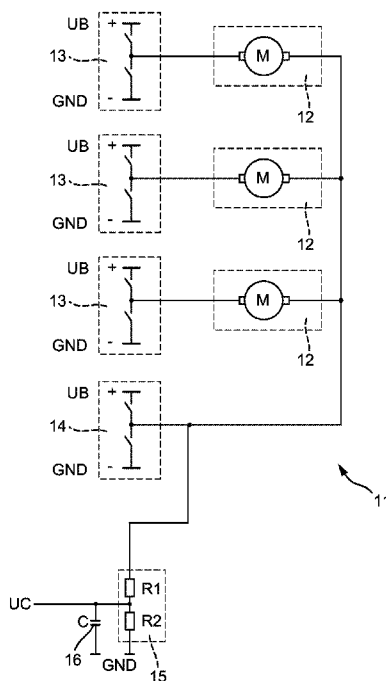 UB +
13
GND -
M
12
UB +
13
GND -
M
12
UB +
13
GND -
M
12
UB +
14
GND -
11
R1
UC
C
R2
16
GND
15